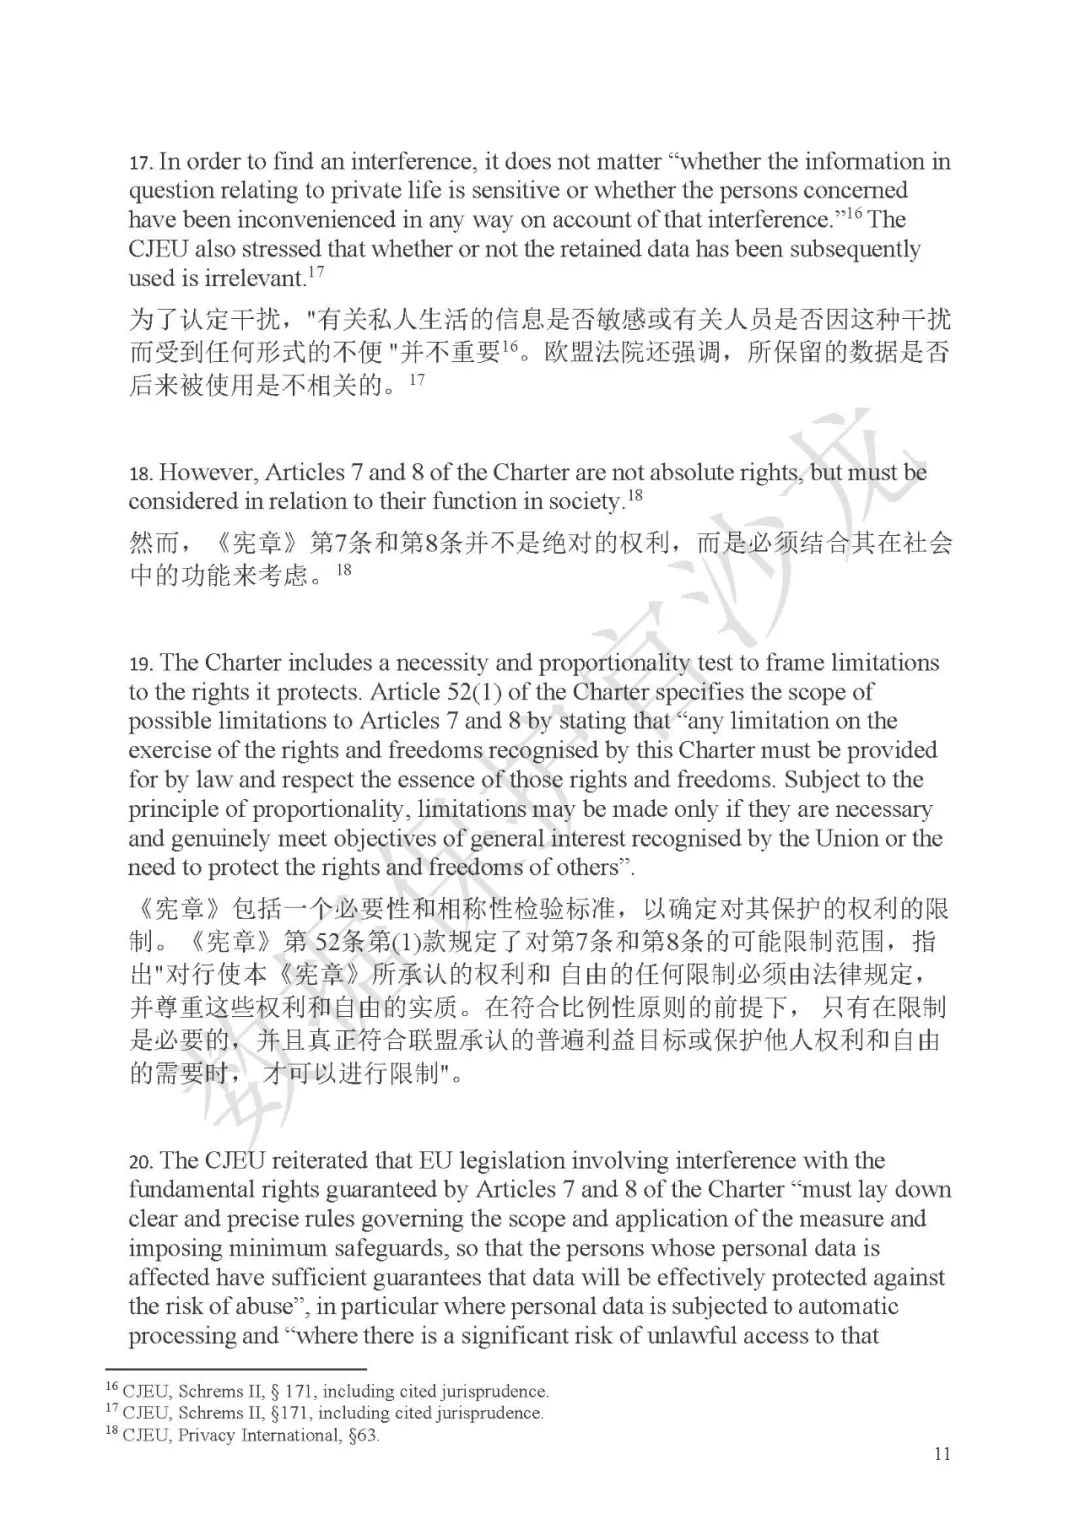 17. In order to find an interference, it does not matter “whether the information in
question relating to private life is sensitive or whether the persons concerned
have been inconvenienced in any way on account of that interference.”16 The
CJEU also stressed that whether or not the retained data has been subsequently
used is irrelevant.17
为了认定干扰，"有关私人生活的信息是否敏感或有关人员是否因这种干扰
而受到任何形式的不便 "并不重要16。欧盟法院还强调，所保留的数据是否
后来被使用是不相关的。17
18. However, Articles 7 and 8 of the Charter are not absolute rights, but must be
considered in relation to their function in society.18
然而，《宪章》第7条和第8条并不是绝对的权利，而是必须结合其在社会
中的功能来考虑。18
19. The Charter includes a necessity and proportionality test to frame limitations
to the rights it protects. Article 52(1) of the Charter specifies the scope of
possible limitations to Articles 7 and 8 by stating that “any limitation on the
exercise of the rights and freedoms recognised by this Charter must be provided
for by law and respect the essence of those rights and freedoms. Subject to the
principle of proportionality, limitations may be made only if they are necessary
and genuinely meet objectives of general interest recognised by the Union or the
need to protect the rights and freedoms of others”.
《宪章》包括一个必要性和相称性检验标准，以确定对其保护的权利的限
制。《宪章》第 52条第(1)款规定了对第7条和第8条的可能限制范围，指
出"对行使本《宪章》所承认的权利和 自由的任何限制必须由法律规定，
并尊重这些权利和自由的实质。在符合比例性原则的前提下， 只有在限制
是必要的， 并且真正符合联盟承认的普遍利益目标或保护他人权利和自由
的需要时， 才可以进行限制"。
20. The CJEU reiterated that EU legislation involving interference with the
fundamental rights guaranteed by Articles 7 and 8 of the Charter “must lay down
clear and precise rules governing the scope and application of the measure and
imposing minimum safeguards, so that the persons whose personal data is
affected have sufficient guarantees that data will be effectively protected against
the risk of abuse”, in particular where personal data is subjected to automatic
processing and “where there is a significant risk of unlawful access to that
16 CJEU, Schrems II, § 171, including cited jurisprudence.
17 CJEU, Schrems II, §171, including cited jurisprudence.
18 CJEU, Privacy International, §63.
11
数据保护官沙龙